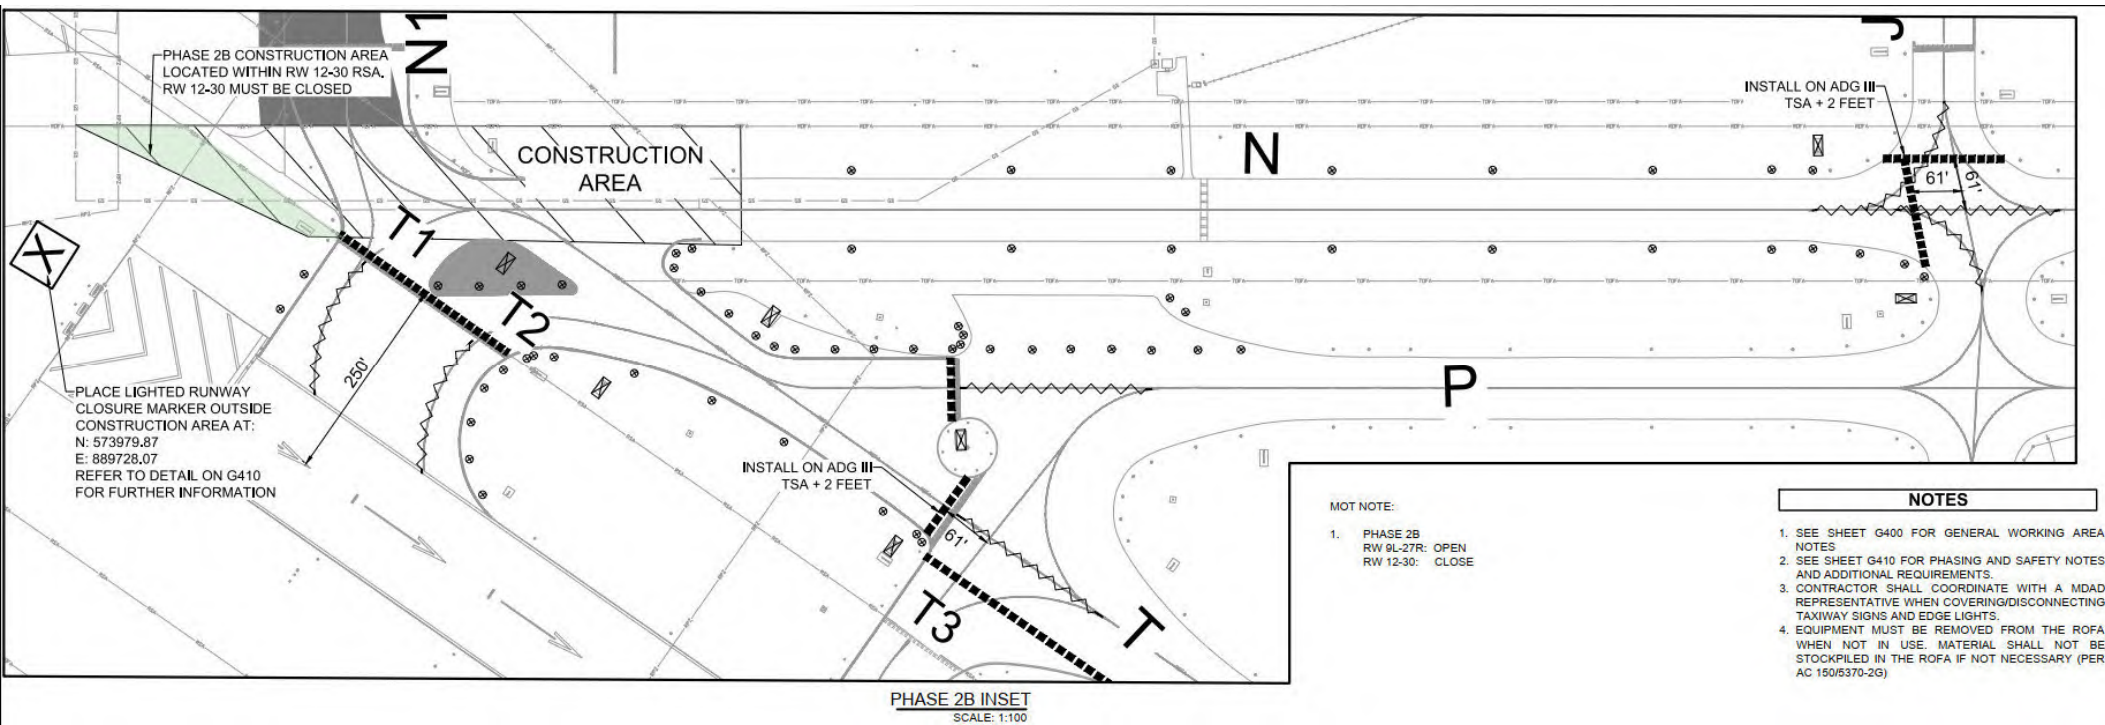 N1
J
PHASE 2B CONSTRUCTION AREA
LOCATED WITHIN RW 12-30 RSA.
RW 12-30 MUST BE CLOSED
INSTALL ON ADG III
TSA + 2 FEET
CONSTRUCTION
AREA
N
61'
61'
T1
X
T2
250'
PLACE LIGHTED RUNWAY
CLOSURE MARKER OUTSIDE
CONSTRUCTION AREA AT:
N: 573979.87
E: 889728.07
REFER TO DETAIL ON G410
FOR FURTHER INFORMATION
P
INSTALL ON ADG III
TSA + 2 FEET
61'
T3
T
MOT NOTE:
1. PHASE 2B
RW 9L-27R: OPEN
RW 12-30: CLOSE
NOTES
1. SEE SHEET G400 FOR GENERAL WORKING AREA
NOTES
2. SEE SHEET G410 FOR PHASING AND SAFETY NOTES
AND ADDITIONAL REQUIREMENTS.
3. CONTRACTOR SHALL COORDINATE WITH A MDAD
REPRESENTATIVE WHEN COVERING/DISCONNECTING
TAXIWAY SIGNS AND EDGE LIGHTS.
4. EQUIPMENT MUST BE REMOVED FROM THE ROFA
WHEN NOT IN USE. MATERIAL SHALL NOT BE
STOCKPILED IN THE ROFA IF NOT NECESSARY (PER
AC 150/5370-2G)
PHASE 2B INSET
SCALE: 1:100